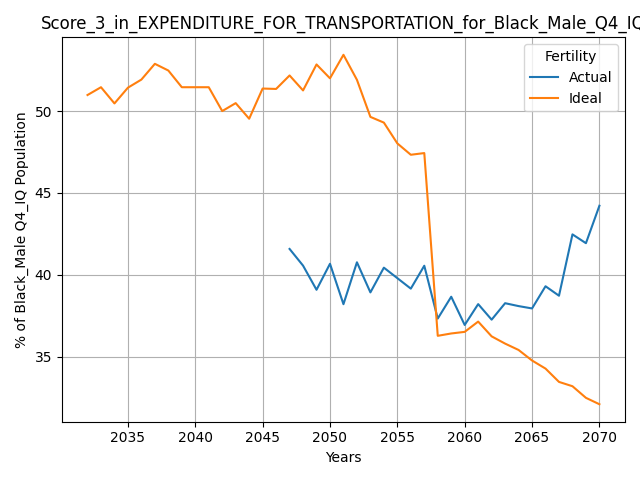 Score_3_in_EXPENDITURE_FOR_TRANSPORTATION_for_Black_Male_Q4_IQ
Fertility
Actual
Ideal
% of Black_Male Q4_IQ Population
50
45
40
35
2035 2040 2045 2050 2055 2060 2065 2070
Years